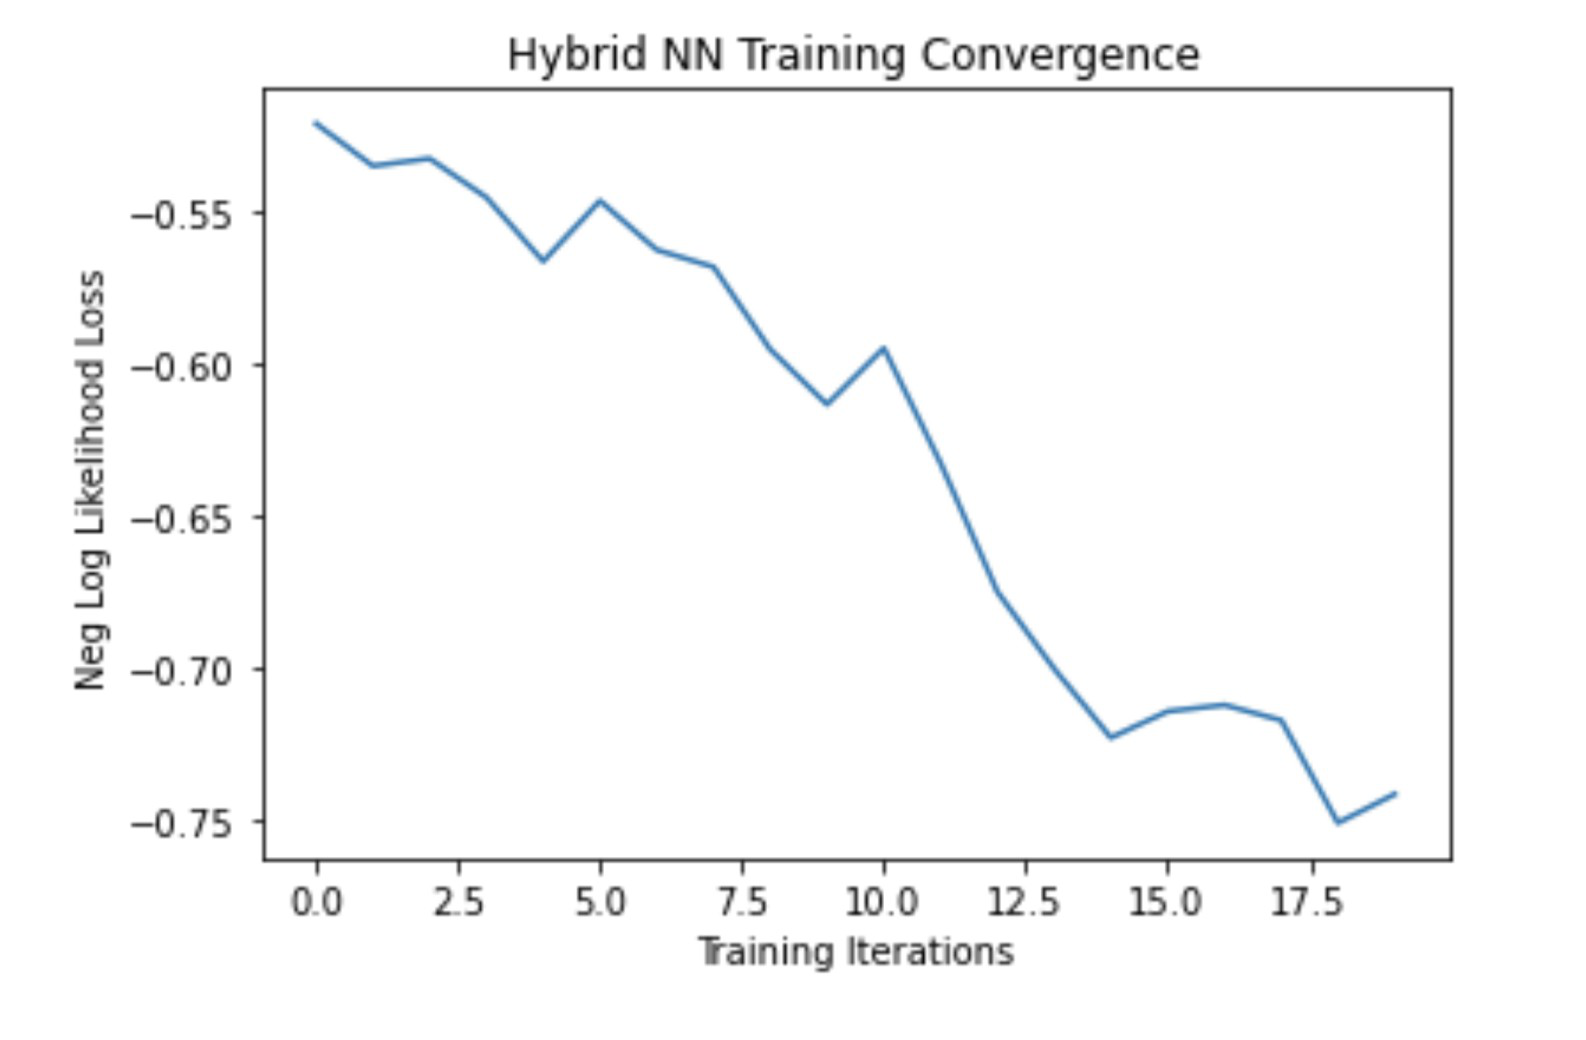 Hybrid NN Training Convergence
Neg Log Likelihood Loss
−0.55
−0.60
−0.65
−0.70
−0.75
0.0 2.5 5.0 7.5 10.0 12.5 15.0 17.5
Training Iterations